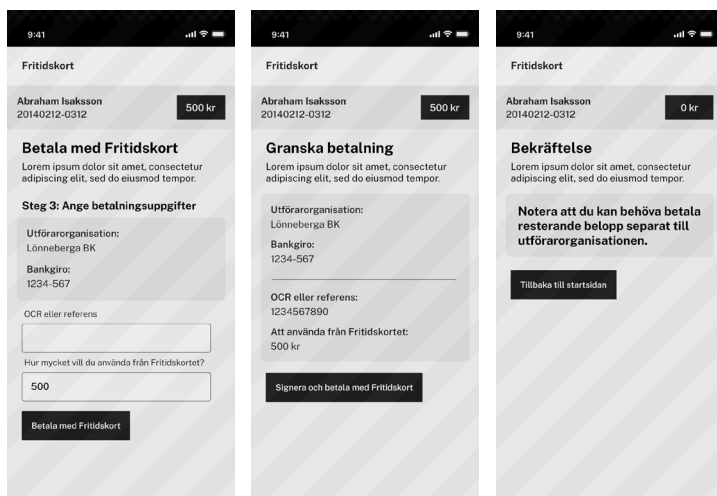 9:41
Fritidskort
Abraham Isaksson
20140212-0312
500 kr
Betala med Fritidskort
Lorem ipsum dolor sit amet, consectetur
adipiscing elit, sed do eiusmod tempor.
Steg 3: Ange betalningsuppgifter
Utförarorganisation:
Lönneberga BK
Bankgiro:
1234-567
OCR eller referens
Hur mycket vill du använda från Fritidskortet?
500
Betala med Fritidskort
9:41
Fritidskort
Abraham Isaksson
20140212-0312
500 kr
Granska betalning
Lorem ipsum dolor sit amet, consectetur
adipiscing elit, sed do eiusmod tempor.
Utförarorganisation:
Lönneberga BK
Bankgiro:
1234-567
OCR eller referens:
1234567890
Att använda från Fritidskortet:
500 kr
Signera och betala med Fritidskort
9:41
Fritidskort
Abraham Isaksson
20140212-0312
0 kr
Bekräftelse
Lorem ipsum dolor sit amet, consectetur
adipiscing elit, sed do eiusmod tempor.
Notera att du kan behöva betala
resterande belopp separat till
utförarorganisationen.
Tillbaka till startsidan